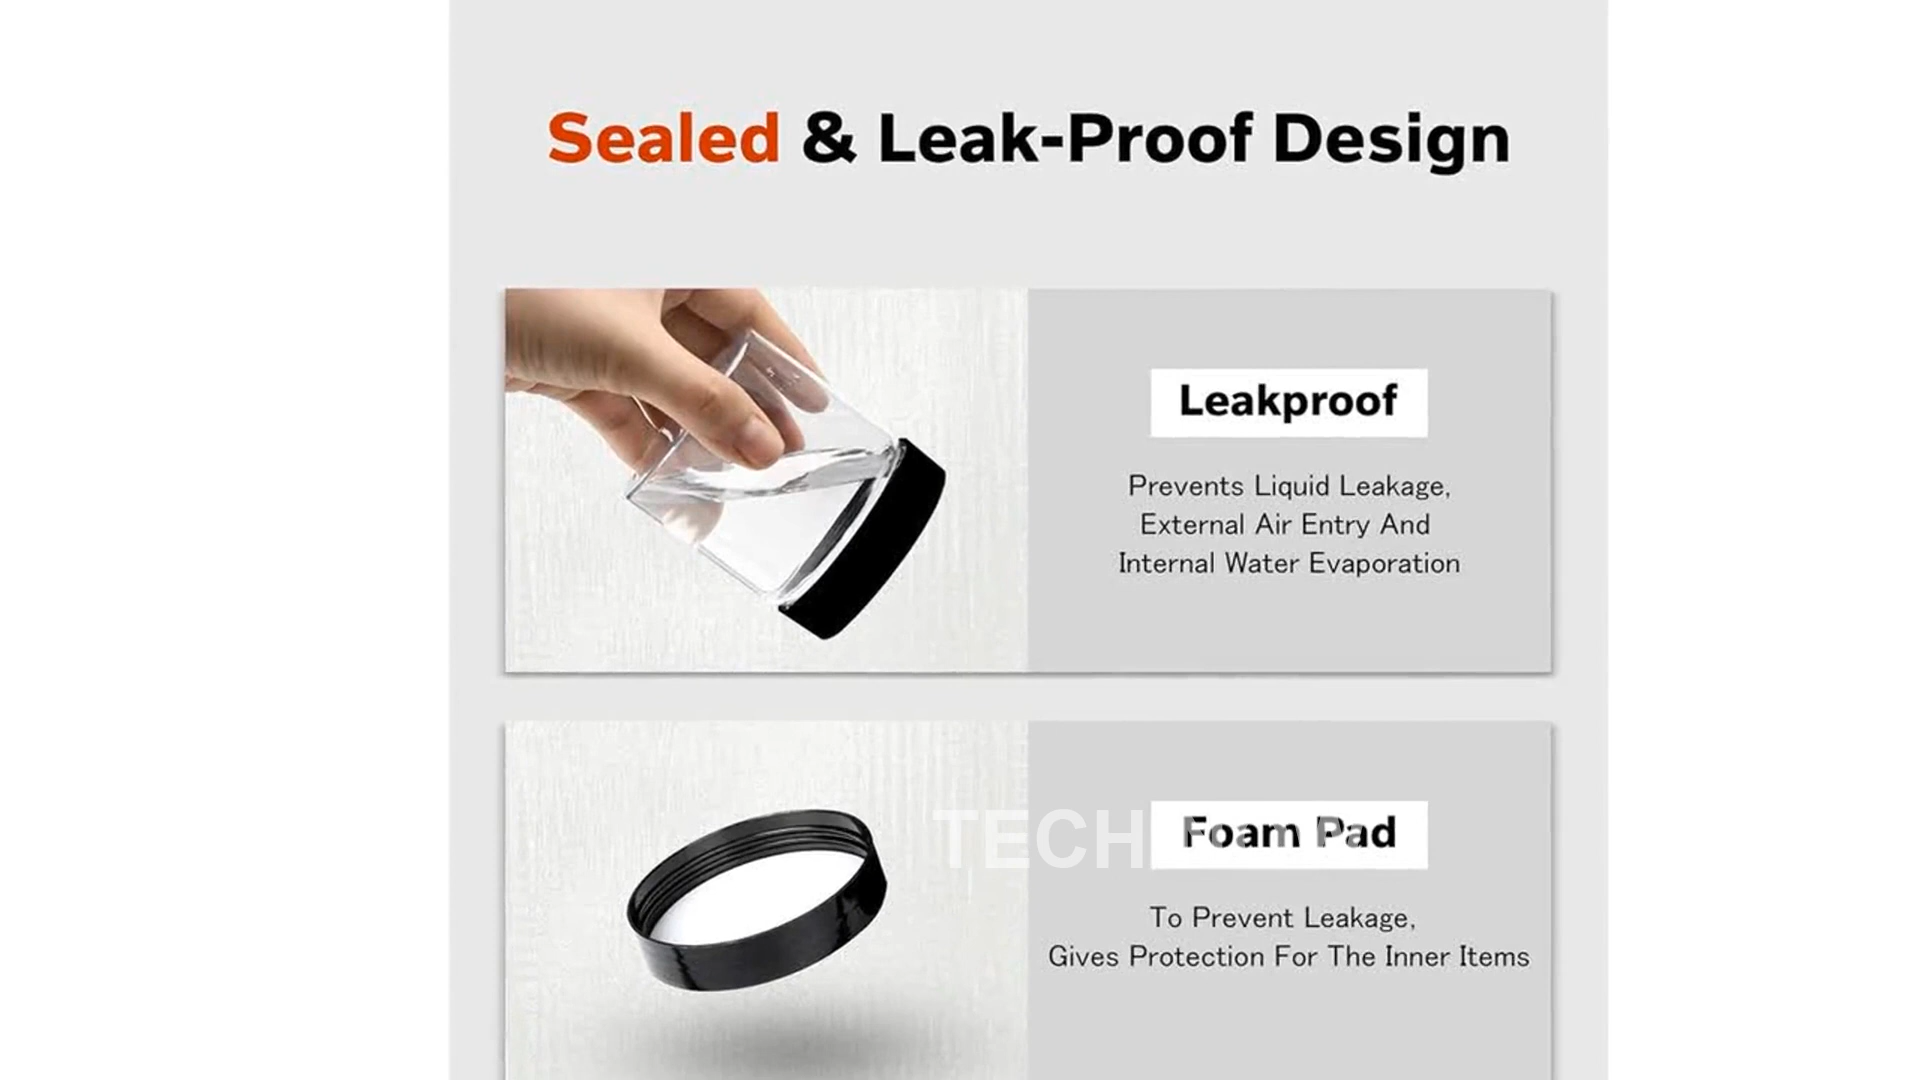 Sealed & Leak-Proof Design
Leakproof
Prevents Liquid Leakage,
External Air Entry And
Internal Water Evaporation
Foam Pad
To Prevent Leakage,
Gives Protection For The Inner Items